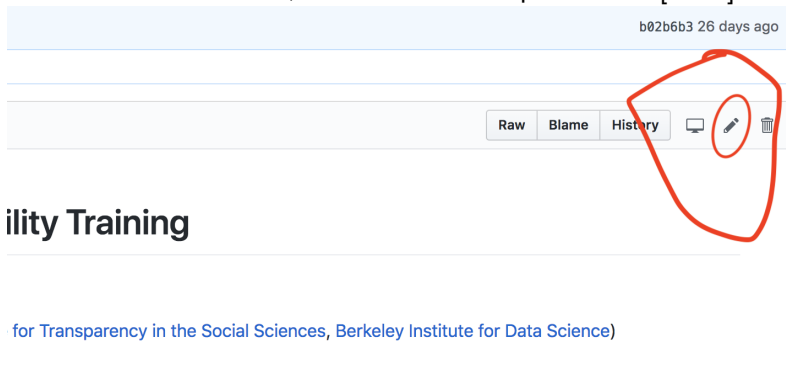 b02b6b3 26 days ago
Raw Blame History
ility Training
for Transparency in the Social Sciences, Berkeley Institute for Data Science)